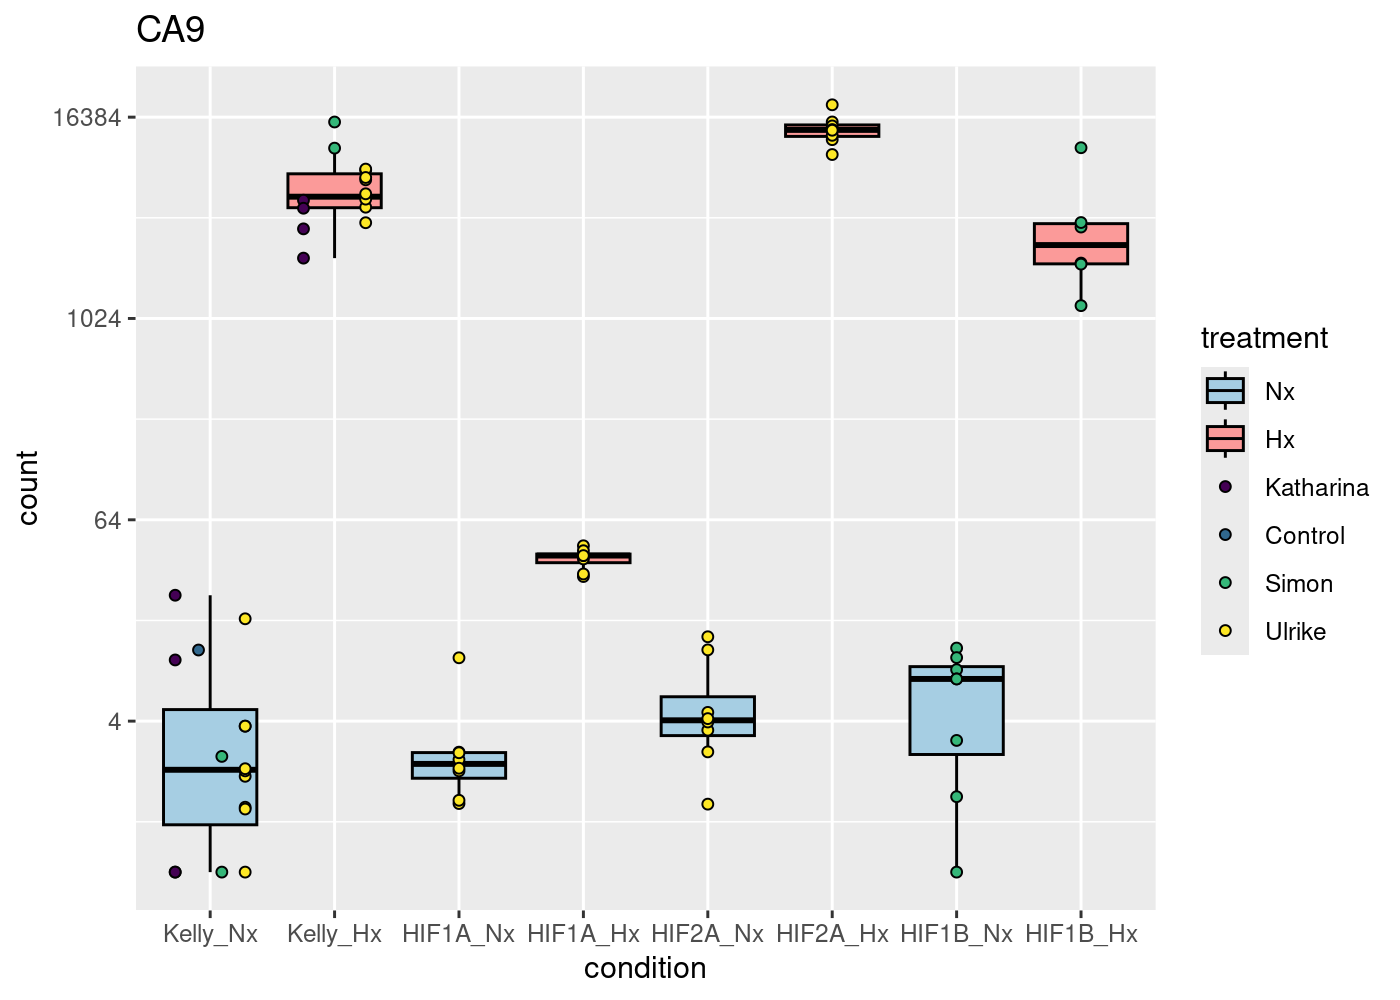 CA9
16384
1024
64
4
count
Kelly_Nx Kelly_Hx HIF1A_Nx HIF1A_Hx HIF2A_Nx HIF2A_Hx HIF1B_Nx HIF1B_Hx
condition
treatment
Nx
Hx
Katharina
Control
Simon
Ulrike